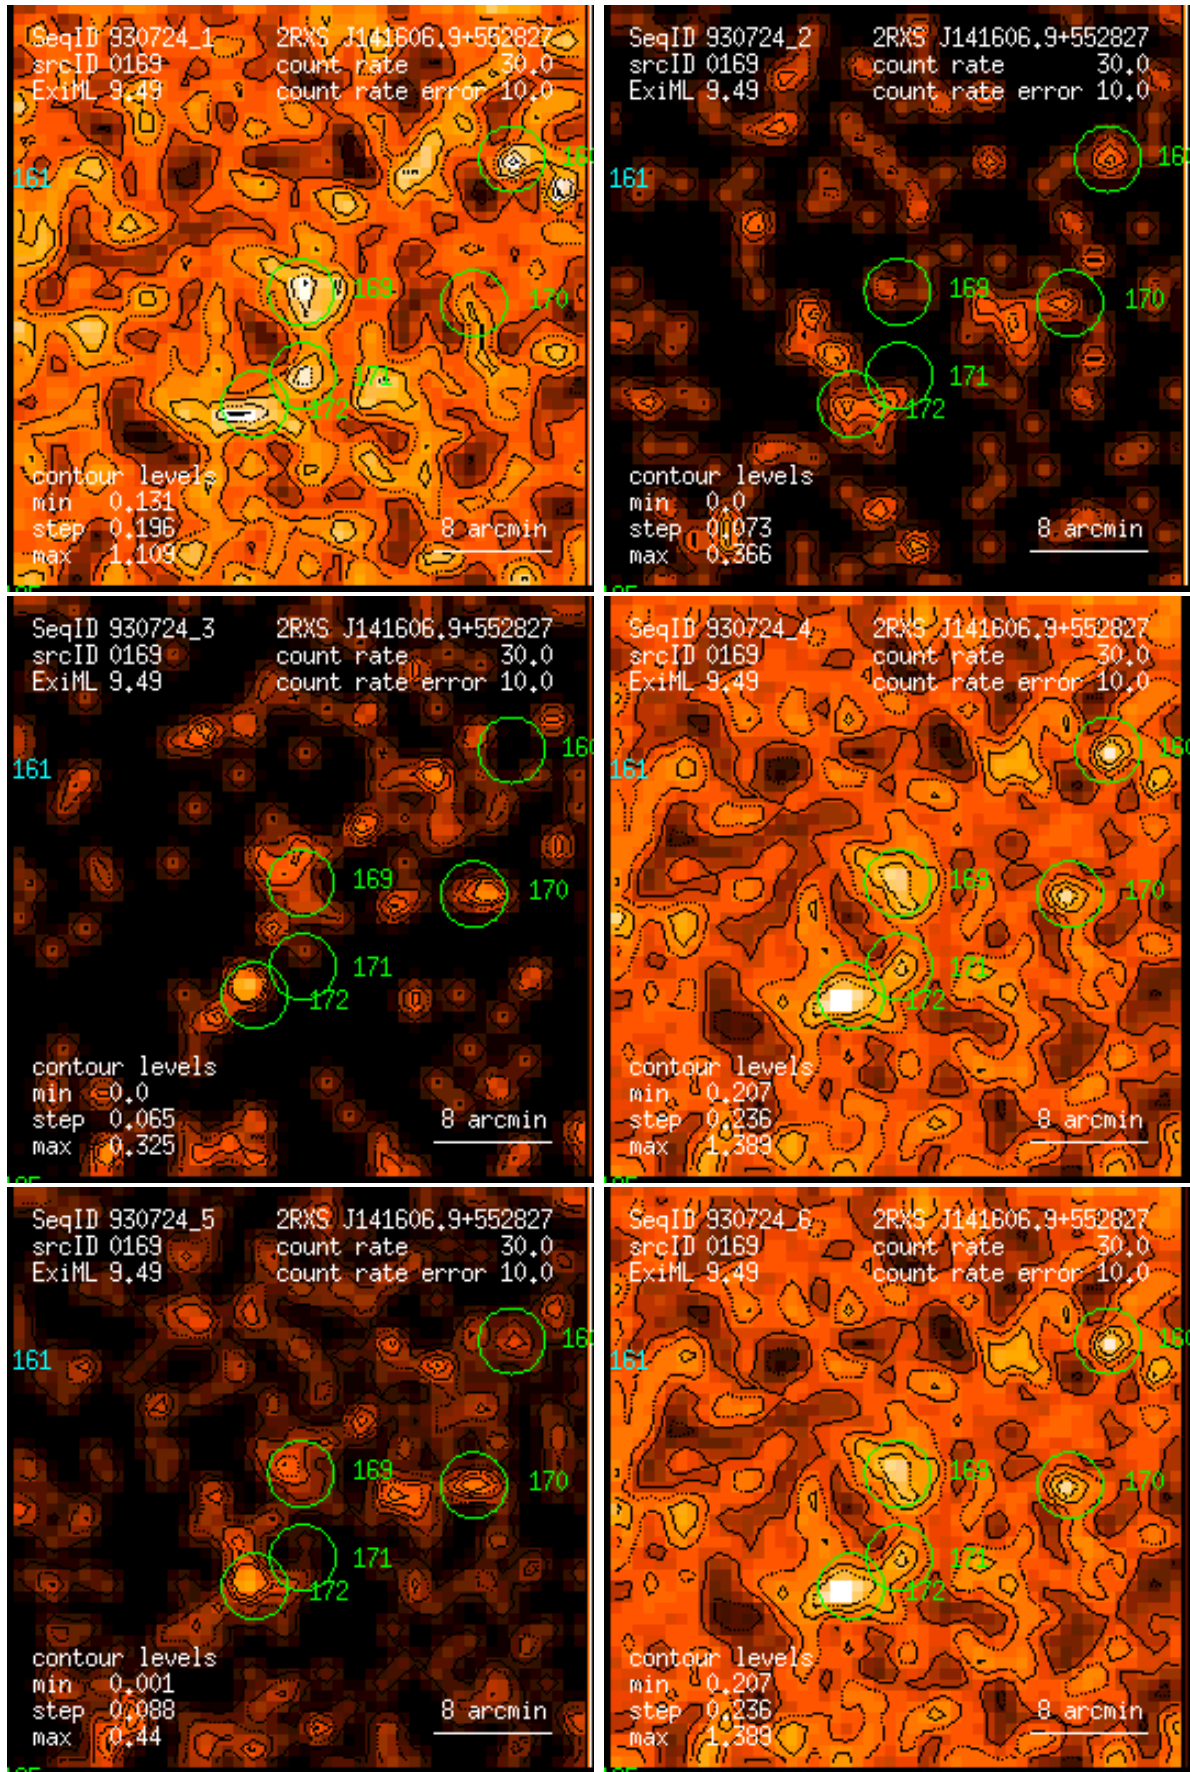 SeqID 930724_1 2RXS J141606.9+552827
srcID 0169 count rate 30.0
ExiML 9.49 count rate error 10.0
161
169
170
171
172
contour levels
min 0.131
step 0.196
max 1.109
8 arcmin
SeqID 930724_2 2RXS J141606.9+552827
srcID 0169 count rate 30.0
ExiML 9.49 count rate error 10.0
161
169
170
171
172
contour levels
min 0.0
step 0.073
max 0.366
8 arcmin
SeqID 930724_3 2RXS J141606.9+552827
srcID 0169 count rate 30.0
ExiML 9.49 count rate error 10.0
161
169
170
171
172
contour levels
min 0.0
step 0.065
max 0.325
8 arcmin
SeqID 930724_4 2RXS J141606.9+552827
srcID 0169 count rate 30.0
ExiML 9.49 count rate error 10.0
161
169
170
171
172
contour levels
min 0.207
step 0.236
max 1.389
8 arcmin
SeqID 930724_5 2RXS J141606.9+552827
srcID 0169 count rate 30.0
ExiML 9.49 count rate error 10.0
161
169
170
171
172
contour levels
min 0.001
step 0.088
max 0.44
8 arcmin
SeqID 930724_6 2RXS J141606.9+552827
srcID 0169 count rate 30.0
ExiML 9.49 count rate error 10.0
161
169
170
171
172
contour levels
min 0.207
step 0.236
max 1.389
8 arcmin